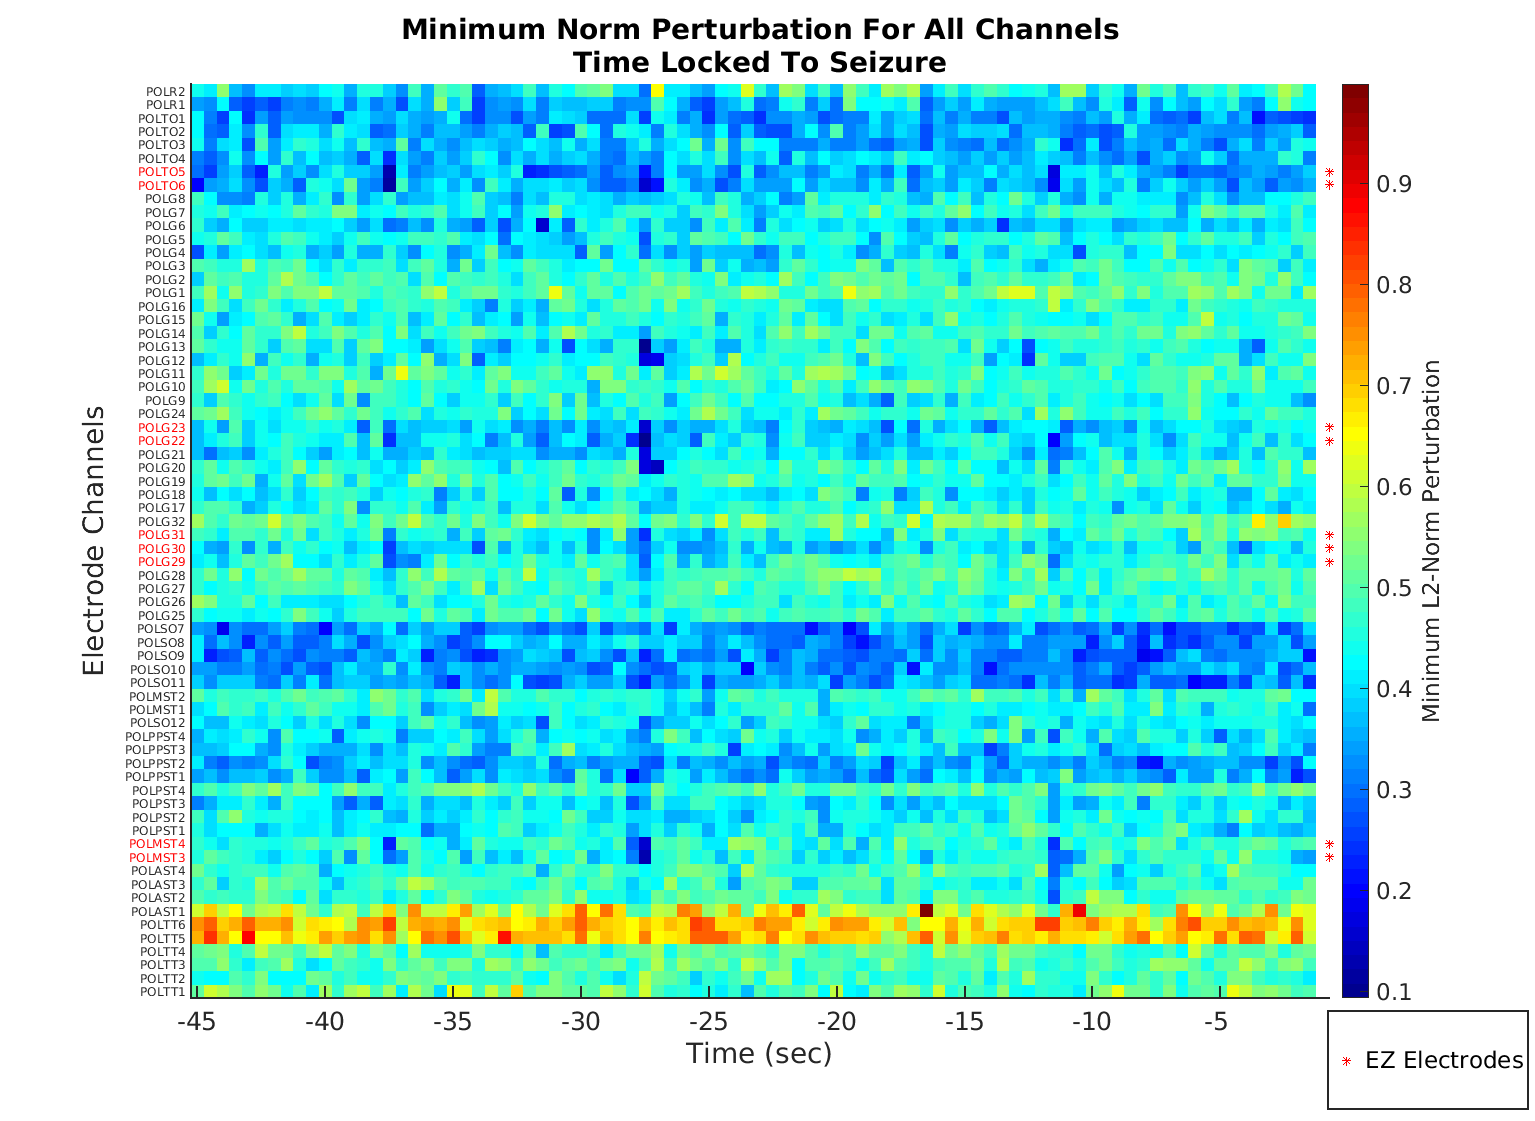 Minimum Norm Perturbation For All Channels
Time Locked To Seizure
Electrode Channels
POLR2
POLR1
POLTO1
POLTO2
POLTO3
POLTO4
POLTO5
POLTO6
POLG8
POLG7
POLG6
POLG5
POLG4
POLG3
POLG2
POLG1
POLG16
POLG15
POLG14
POLG13
POLG12
POLG11
POLG10
POLG9
POLG24
POLG23
POLG22
POLG21
POLG20
POLG19
POLG18
POLG17
POLG32
POLG31
POLG30
POLG29
POLG28
POLG27
POLG26
POLG25
POLSO7
POLSO8
POLSO9
POLSO10
POLSO11
POLMST2
POLMST1
POLSO12
POLPPST4
POLPPST3
POLPPST2
POLPPST1
POLPST4
POLPST3
POLPST2
POLPST1
POLMST4
POLMST3
POLAST4
POLAST3
POLAST2
POLAST1
POLTT6
POLTT5
POLTT4
POLTT3
POLTT2
POLTT1
-45 -40 -35 -30 -25 -20 -15 -10 -5
Time (sec)
0.9
0.8
0.7
0.6
0.5
0.4
0.3
0.2
0.1
Minimum L2-Norm Perturbation
EZ Electrodes